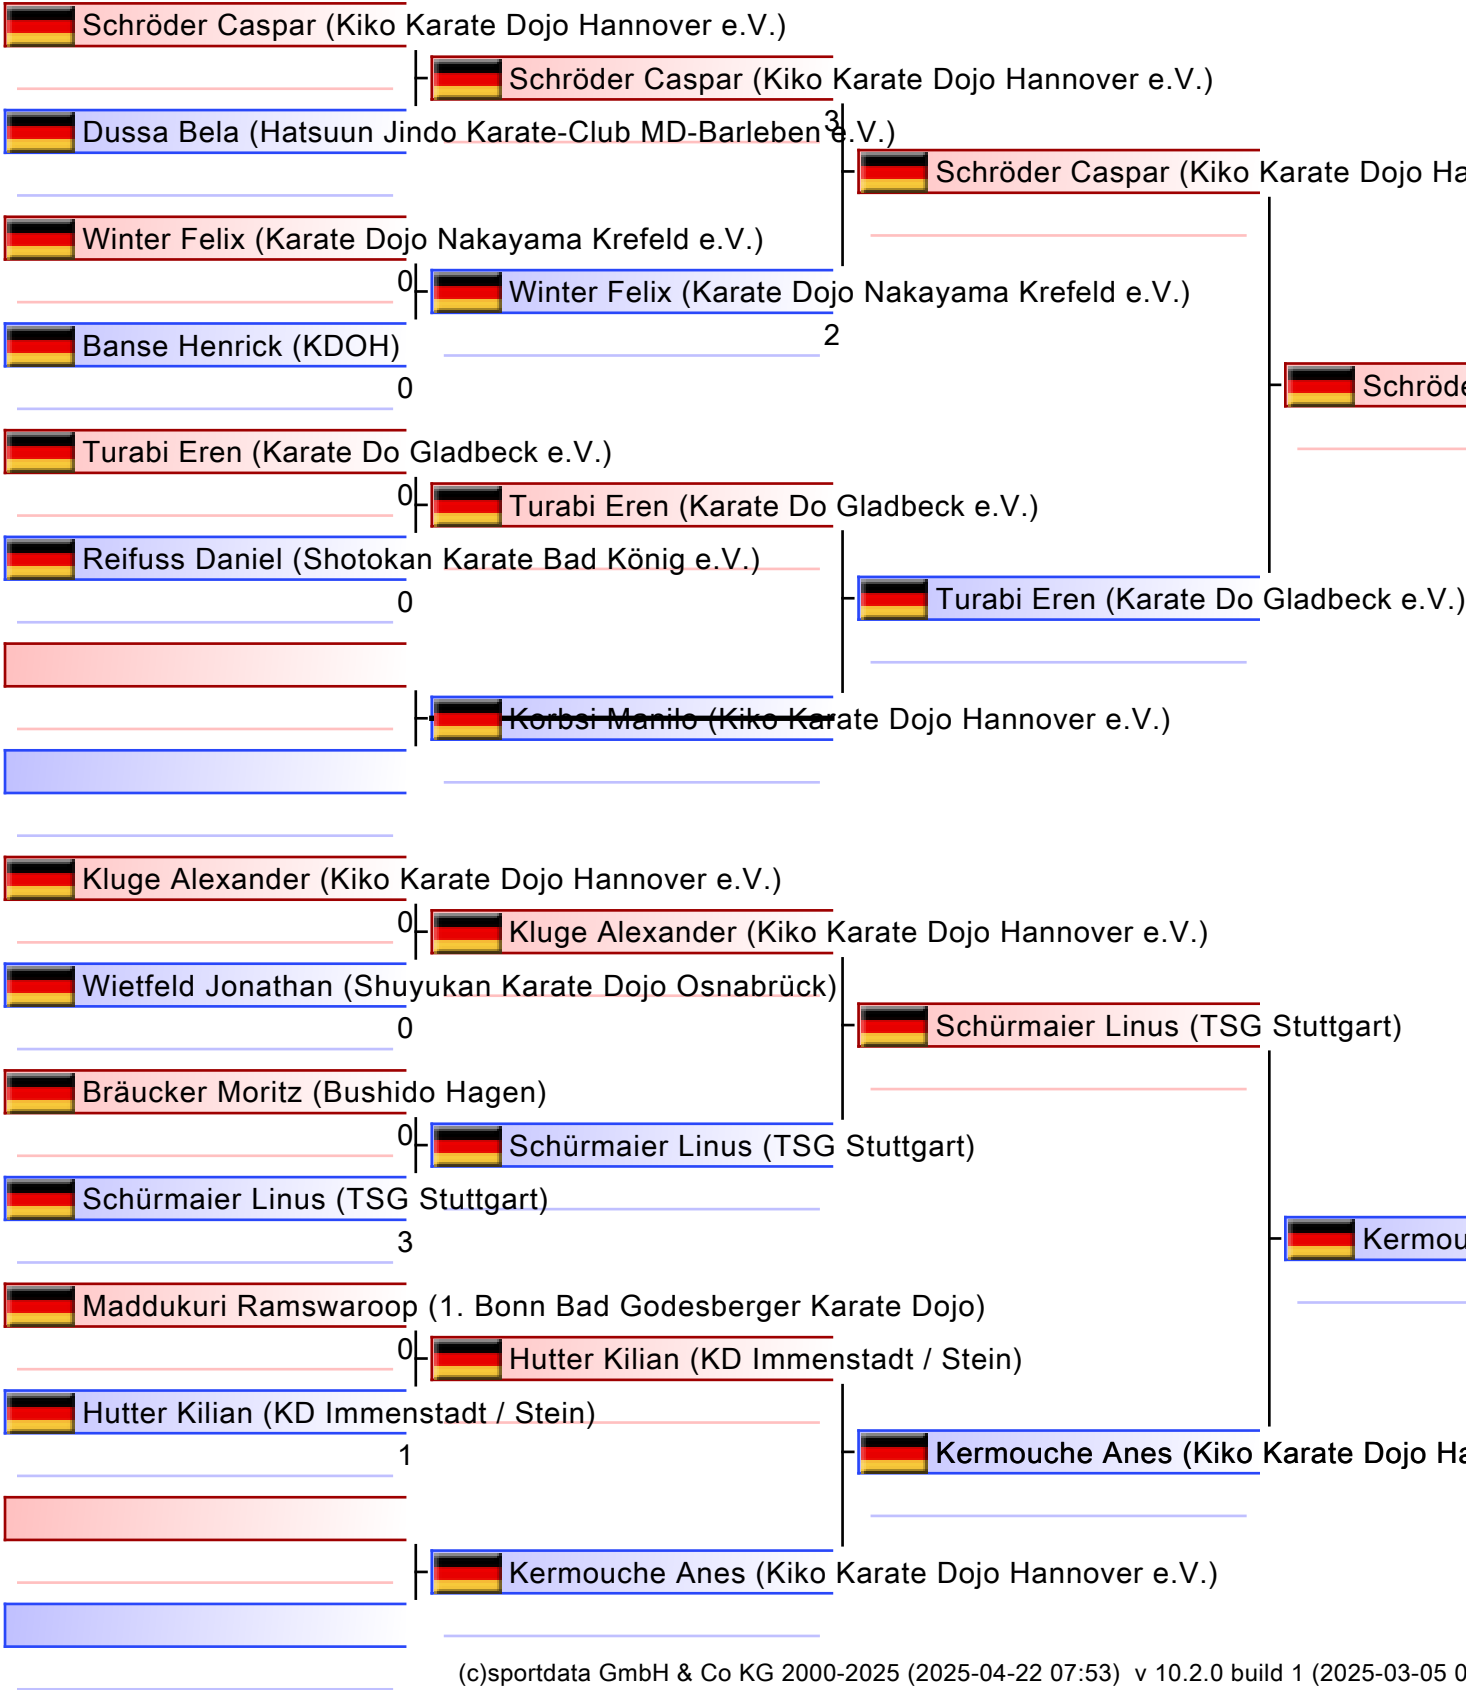 Schröder Caspar (Kiko Karate Dojo Hannover e.V.)
Schröder Caspar (Kiko Karate Dojo Hannover e.V.)
3
Dussa Bela (Hatsuun Jindo Karate-Club MD-Barleben e.V.)
Schröder Caspar (Kiko Karate Dojo Ha
Winter Felix (Karate Dojo Nakayama Krefeld e.V.)
0
Winter Felix (Karate Dojo Nakayama Krefeld e.V.)
2
Banse Henrick (KDOH)
0
Schröde
Turabi Eren (Karate Do Gladbeck e.V.)
0
Turabi Eren (Karate Do Gladbeck e.V.)
Reifuss Daniel (Shotokan Karate Bad König e.V.)
0
Turabi Eren (Karate Do Gladbeck e.V.)
Korbsi Manilo (Kiko Karate Dojo Hannover e.V.)
Kluge Alexander (Kiko Karate Dojo Hannover e.V.)
0
Kluge Alexander (Kiko Karate Dojo Hannover e.V.)
Wietfeld Jonathan (Shuyukan Karate Dojo Osnabrück)
0
Schürmaier Linus (TSG Stuttgart)
Bräucker Moritz (Bushido Hagen)
0
Schürmaier Linus (TSG Stuttgart)
Schürmaier Linus (TSG Stuttgart)
3
Kermou
Maddukuri Ramswaroop (1. Bonn Bad Godesberger Karate Dojo)
0
Hutter Kilian (KD Immenstadt / Stein)
Hutter Kilian (KD Immenstadt / Stein)
1
Kermouche Anes (Kiko Karate Dojo Ha
Kermouche Anes (Kiko Karate Dojo Hannover e.V.)
(c)sportdata GmbH & Co KG 2000-2025 (2025-04-22 07:53) v 10.2.0 build 1 (2025-03-05 0